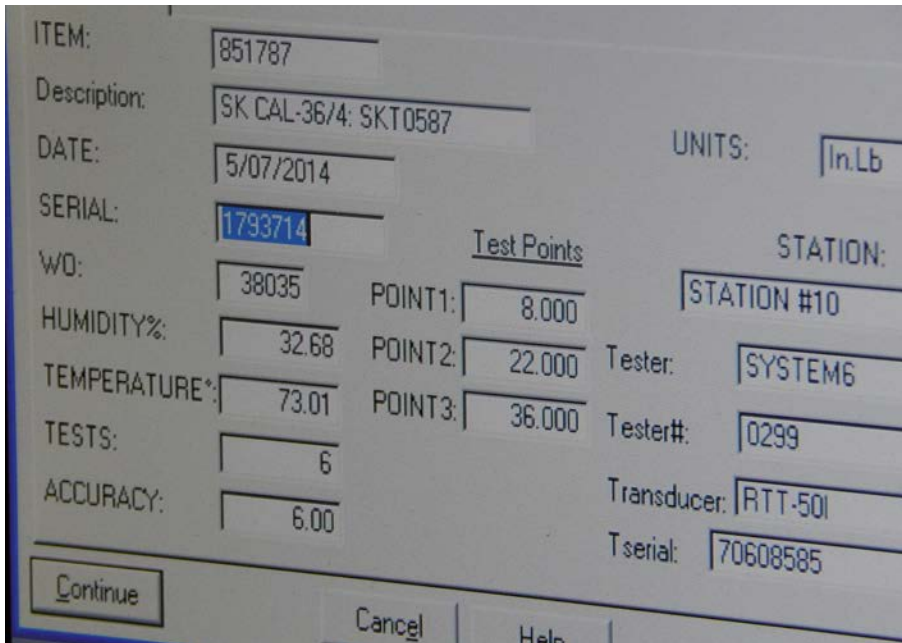 ITEM: 851787
Description: SK CAL-36/4: SKT0587
UNITS: In.Lb
DATE: 5/07/2014
SERIAL: 1793714
Test Points
STATION:
WO: 38035
POINT1: 8.000
STATION #10
HUMIDITY%: 32.68
POINT2: 22.000
Tester: SYSTEM6
TEMPERATURE°: 73.01
POINT3: 36.000
Tester#: 0299
TESTS: 6
Transducer: RTT-50I
ACCURACY: 6.00
Tserial: 70608585
Continue
Cancel
Help